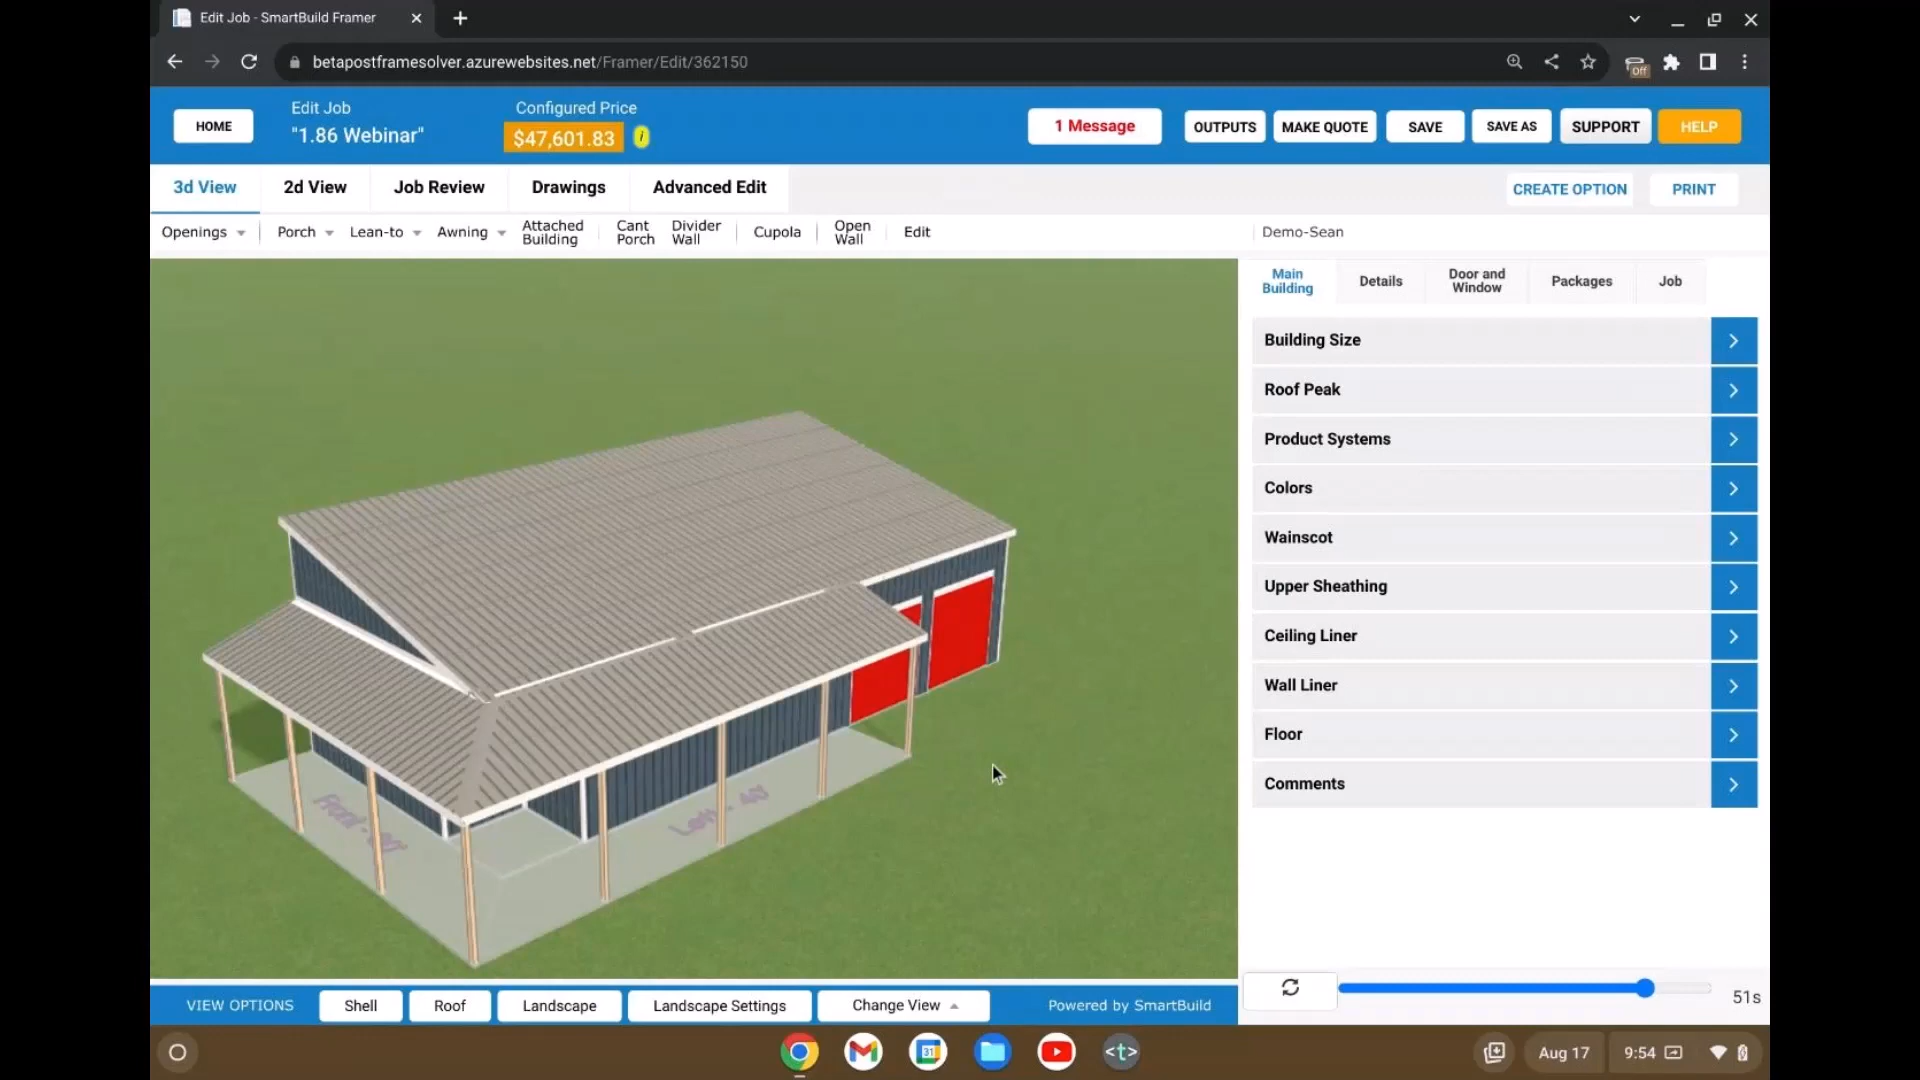 Edit Job - SmartBuild Framer
betapostframesolver.azurewebsites.net/Framer/Edit/362150
Off
HOME
Edit Job
"1.86 Webinar"
Configured Price
$47,601.83
i
1 Message
OUTPUTS
MAKE QUOTE
SAVE
SAVE AS
SUPPORT
HELP
3d View
2d View
Job Review
Drawings
Advanced Edit
CREATE OPTION
PRINT
Openings
Porch
Lean-to
Awning
Attached
Building
Cant
Porch
Divider
Wall
Cupola
Open
Wall
Edit
Demo-Sean
Main
Building
Details
Door and
Window
Packages
Job
Building Size
Roof Peak
Product Systems
Colors
Wainscot
Upper Sheathing
Ceiling Liner
Wall Liner
Floor
Comments
51s
VIEW OPTIONS
Shell
Roof
Landscape
Landscape Settings
Change View
Powered by SmartBuild
31
<t>
Aug 17
9:54